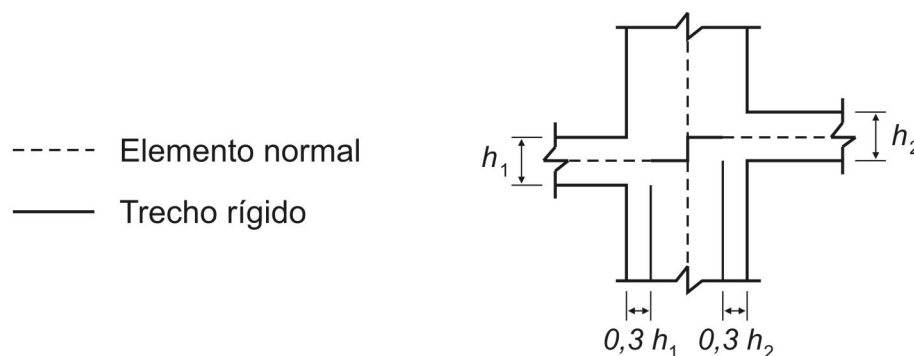 Elemento normal
Trecho rígido
h₁
h₂
0,3 h₁ 0,3 h₂